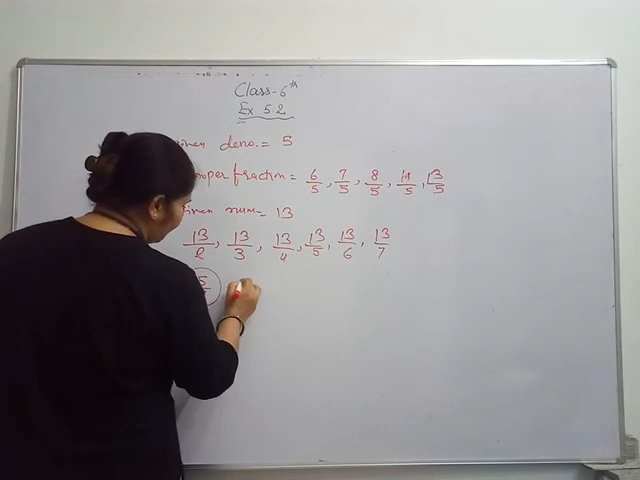 Class-6th
Ex 5.2
deno. = 5
fraction = 6/5, 7/5, 8/5, 11/5, 13/5
num = 13
13/2, 13/3, 13/4, 13/5, 13/6, 13/7
5